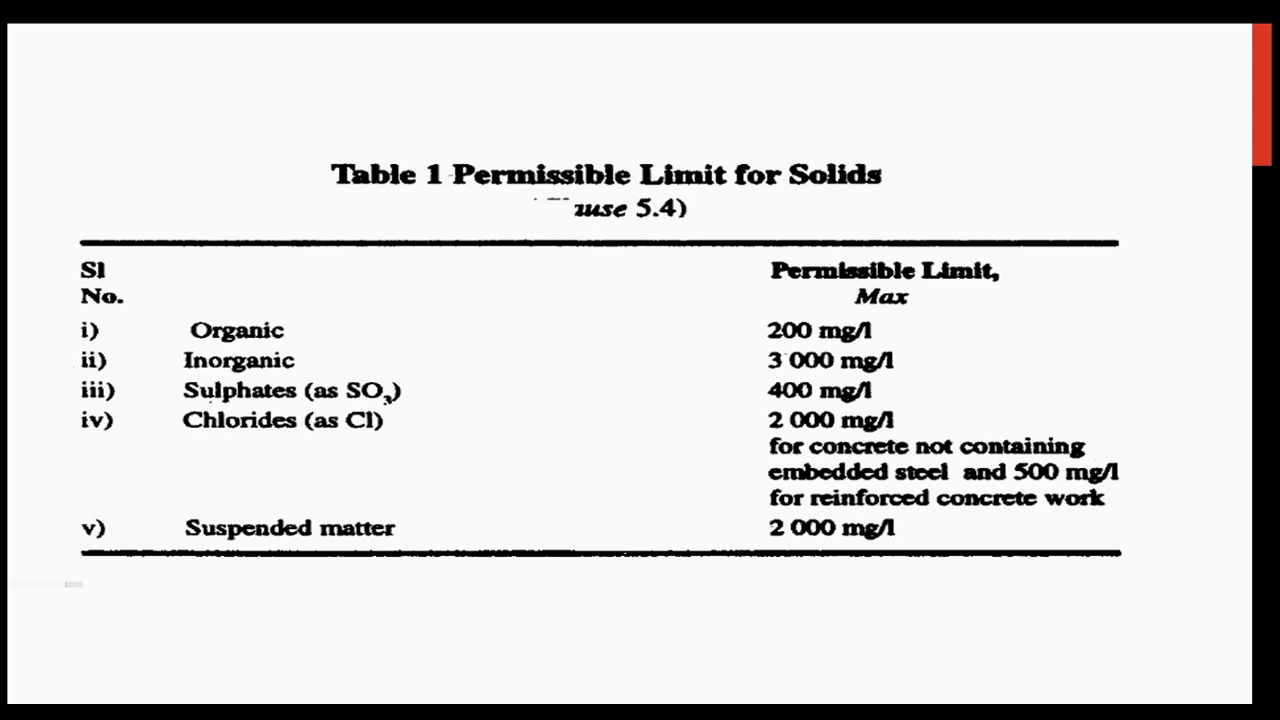 Table 1 Permissible Limit for Solids
5.4)
Sl Permissible Limit,
No. Max
i) Organic 200 mg/l
ii) Inorganic 3 000 mg/l
iii) Sulphates (as SO3) 400 mg/l
iv) Chlorides (as Cl) 2 000 mg/l
for concrete not containing
embedded steel and 500 mg/l
for reinforced concrete work
v) Suspended matter 2 000 mg/l